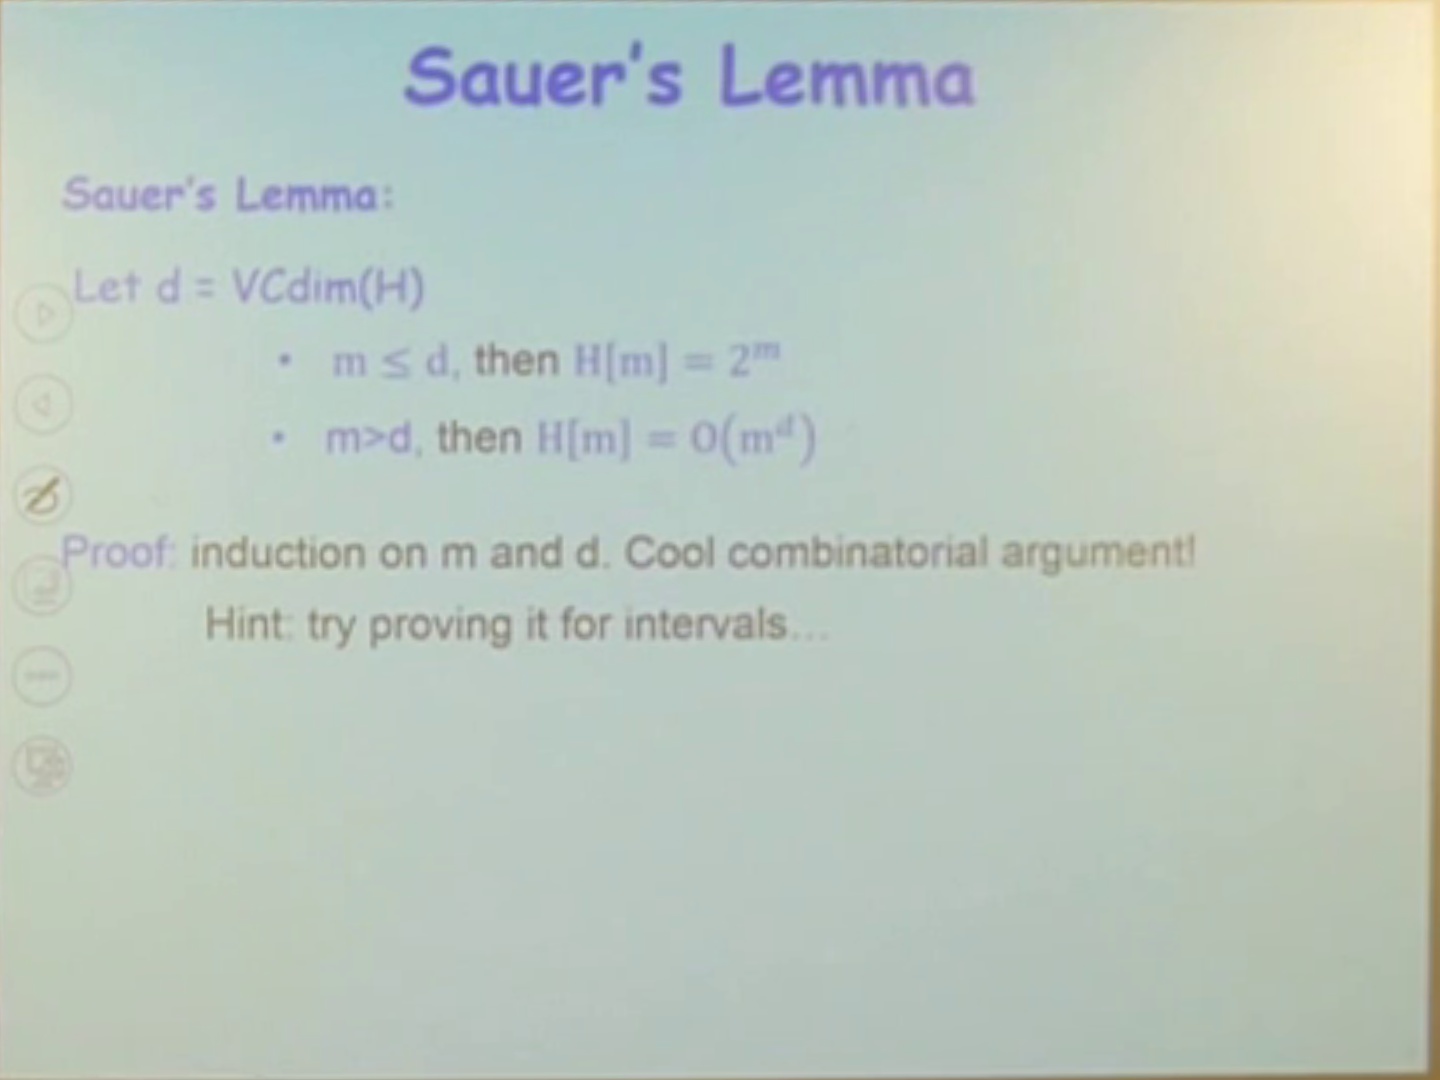 Sauer's Lemma
Sauer's Lemma:
Let d = VCdim(H)
• m ≤ d, then H[m] = 2^m
• m>d, then H[m] = O(m^d)
Proof: induction on m and d. Cool combinatorial argument!
Hint: try proving it for intervals...